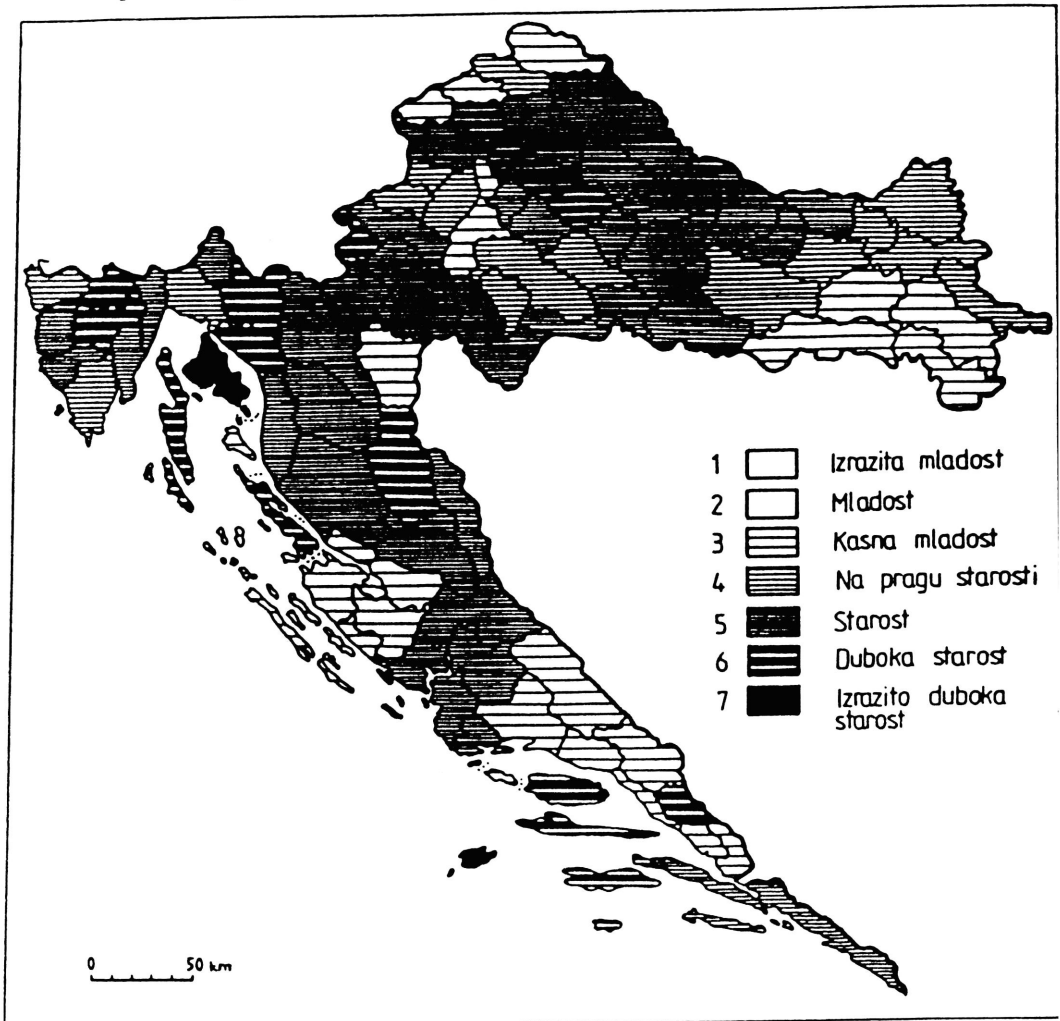 1 Izrazita mladost
2 Mladost
3 Kasna mladost
4 Na pragu starosti
5 Starost
6 Duboka starost
7 Izrazito duboka
starost
0 50 km